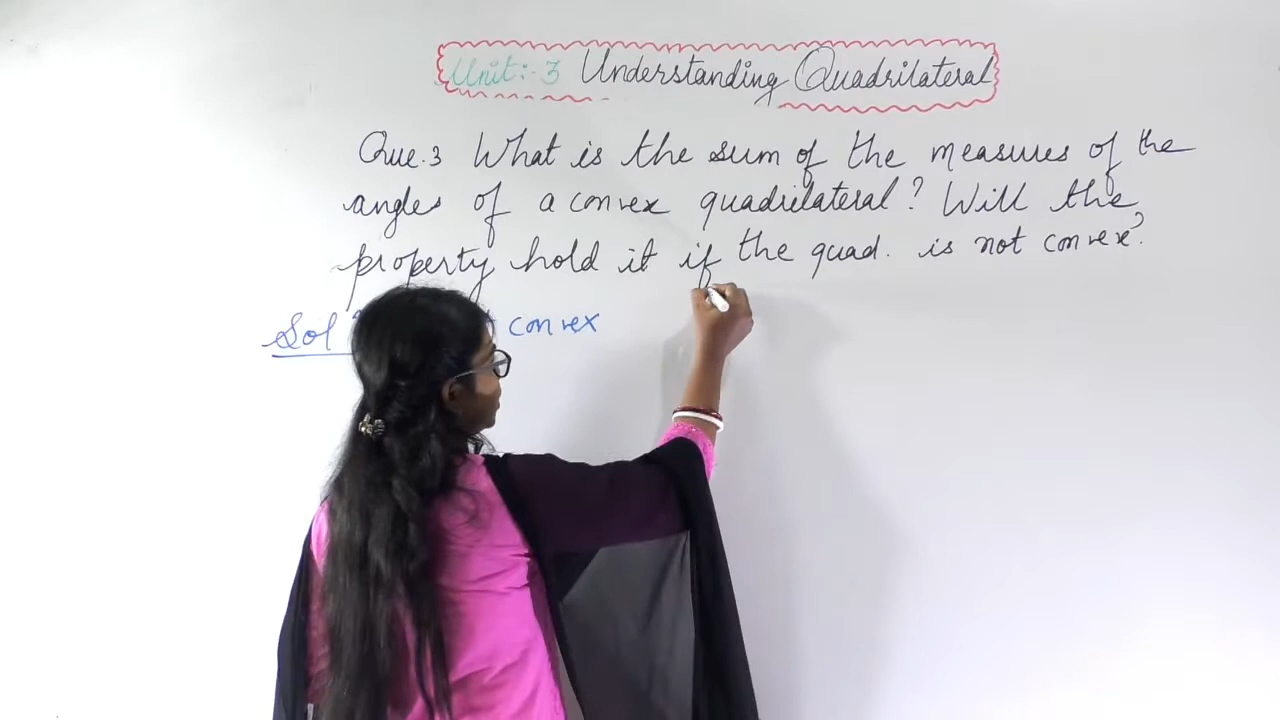 Unit:- 3 Understanding Quadrilateral
Que.3 What is the sum of the measures of the
angles of a convex quadrilateral? Will the
property hold it if the quad. is not convex?
Sol convex